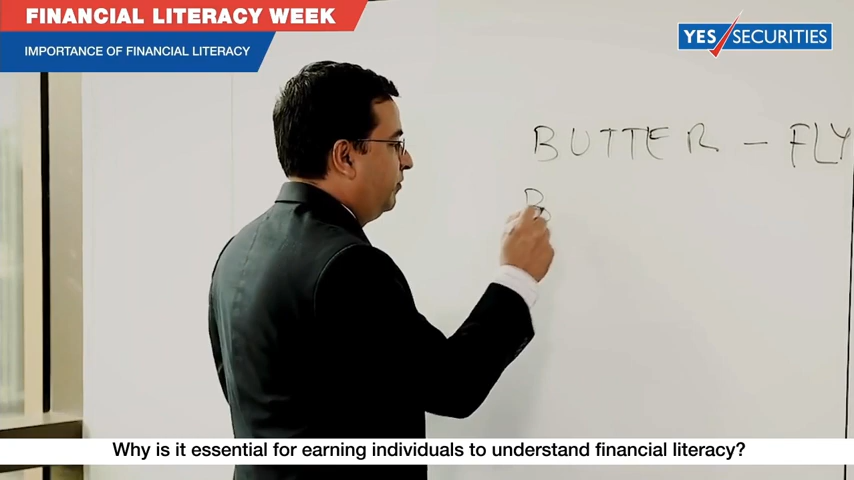 FINANCIAL LITERACY WEEK
IMPORTANCE OF FINANCIAL LITERACY
YES SECURITIES
BUTTER - FLY
B
Why is it essential for earning individuals to understand financial literacy?